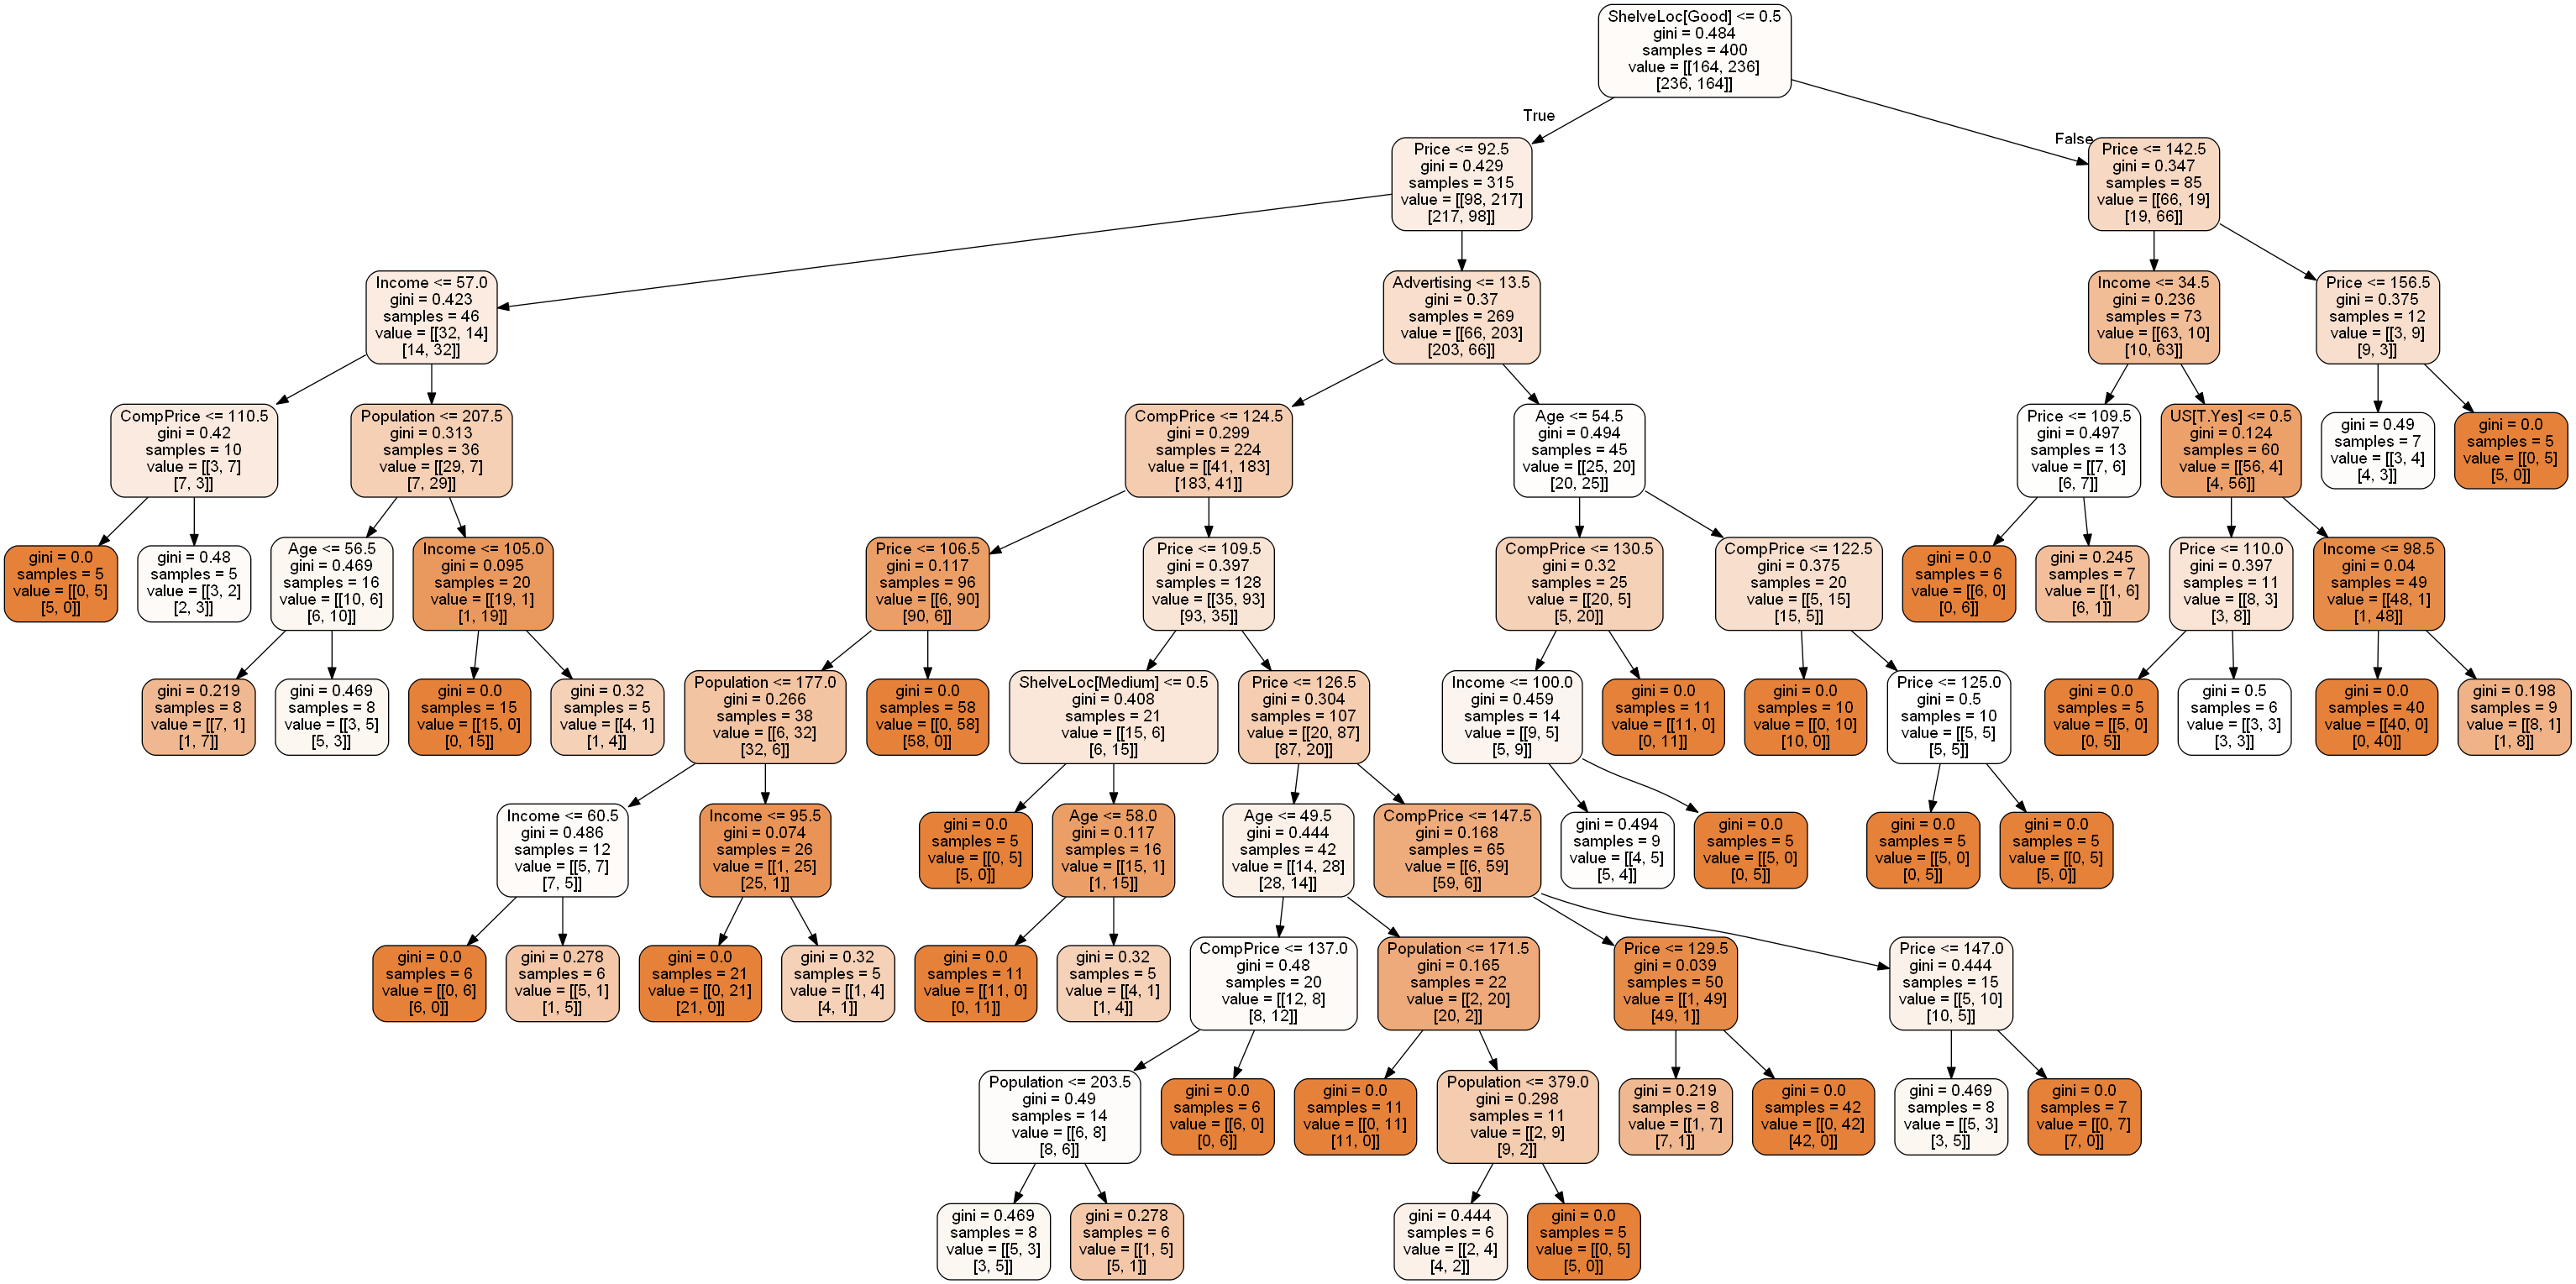 ShelveLoc[Good] <= 0.5
gini = 0.484
samples = 400
value = [[164, 236]
[236, 164]]
True
False
Price <= 92.5
gini = 0.429
samples = 315
value = [[98, 217]
[217, 98]]
Price <= 142.5
gini = 0.347
samples = 85
value = [[66, 19]
[19, 66]]
Income <= 57.0
gini = 0.423
samples = 46
value = [[32, 14]
[14, 32]]
Advertising <= 13.5
gini = 0.37
samples = 269
value = [[66, 203]
[203, 66]]
Income <= 34.5
gini = 0.236
samples = 73
value = [[63, 10]
[10, 63]]
Price <= 156.5
gini = 0.375
samples = 12
value = [[3, 9]
[9, 3]]
CompPrice <= 110.5
gini = 0.42
samples = 10
value = [[3, 7]
[7, 3]]
Population <= 207.5
gini = 0.313
samples = 36
value = [[29, 7]
[7, 29]]
CompPrice <= 124.5
gini = 0.299
samples = 224
value = [[41, 183]
[183, 41]]
Age <= 54.5
gini = 0.494
samples = 45
value = [[25, 20]
[20, 25]]
Price <= 109.5
gini = 0.497
samples = 13
value = [[7, 6]
[6, 7]]
US[T.Yes] <= 0.5
gini = 0.124
samples = 60
value = [[56, 4]
[4, 56]]
gini = 0.49
samples = 7
value = [[3, 4]
[4, 3]]
gini = 0.0
samples = 5
value = [[0, 5]
[5, 0]]
gini = 0.0
samples = 5
value = [[0, 5]
[5, 0]]
gini = 0.48
samples = 5
value = [[3, 2]
[2, 3]]
Age <= 56.5
gini = 0.469
samples = 16
value = [[10, 6]
[6, 10]]
Income <= 105.0
gini = 0.095
samples = 20
value = [[19, 1]
[1, 19]]
Price <= 106.5
gini = 0.117
samples = 96
value = [[6, 90]
[90, 6]]
Price <= 109.5
gini = 0.397
samples = 128
value = [[35, 93]
[93, 35]]
CompPrice <= 130.5
gini = 0.32
samples = 25
value = [[20, 5]
[5, 20]]
CompPrice <= 122.5
gini = 0.375
samples = 20
value = [[5, 15]
[15, 5]]
gini = 0.0
samples = 6
value = [[6, 0]
[0, 6]]
gini = 0.245
samples = 7
value = [[1, 6]
[6, 1]]
Price <= 110.0
gini = 0.397
samples = 11
value = [[8, 3]
[3, 8]]
Income <= 98.5
gini = 0.04
samples = 49
value = [[48, 1]
[1, 48]]
gini = 0.219
samples = 8
value = [[7, 1]
[1, 7]]
gini = 0.469
samples = 8
value = [[3, 5]
[5, 3]]
gini = 0.0
samples = 15
value = [[15, 0]
[0, 15]]
gini = 0.32
samples = 5
value = [[4, 1]
[1, 4]]
Population <= 177.0
gini = 0.266
samples = 38
value = [[6, 32]
[32, 6]]
gini = 0.0
samples = 58
value = [[0, 58]
[58, 0]]
ShelveLoc[Medium] <= 0.5
gini = 0.408
samples = 21
value = [[15, 6]
[6, 15]]
Price <= 126.5
gini = 0.304
samples = 107
value = [[20, 87]
[87, 20]]
Income <= 100.0
gini = 0.459
samples = 14
value = [[9, 5]
[5, 9]]
gini = 0.0
samples = 11
value = [[11, 0]
[0, 11]]
gini = 0.0
samples = 10
value = [[0, 10]
[10, 0]]
Price <= 125.0
gini = 0.5
samples = 10
value = [[5, 5]
[5, 5]]
gini = 0.0
samples = 5
value = [[5, 0]
[0, 5]]
gini = 0.5
samples = 6
value = [[3, 3]
[3, 3]]
gini = 0.0
samples = 40
value = [[40, 0]
[0, 40]]
gini = 0.198
samples = 9
value = [[8, 1]
[1, 8]]
Income <= 60.5
gini = 0.486
samples = 12
value = [[5, 7]
[7, 5]]
Income <= 95.5
gini = 0.074
samples = 26
value = [[1, 25]
[25, 1]]
gini = 0.0
samples = 5
value = [[0, 5]
[5, 0]]
Age <= 58.0
gini = 0.117
samples = 16
value = [[15, 1]
[1, 15]]
Age <= 49.5
gini = 0.444
samples = 42
value = [[14, 28]
[28, 14]]
CompPrice <= 147.5
gini = 0.168
samples = 65
value = [[6, 59]
[59, 6]]
gini = 0.494
samples = 9
value = [[4, 5]
[5, 4]]
gini = 0.0
samples = 5
value = [[5, 0]
[0, 5]]
gini = 0.0
samples = 5
value = [[5, 0]
[0, 5]]
gini = 0.0
samples = 5
value = [[0, 5]
[5, 0]]
gini = 0.0
samples = 6
value = [[0, 6]
[6, 0]]
gini = 0.278
samples = 6
value = [[5, 1]
[1, 5]]
gini = 0.0
samples = 21
value = [[0, 21]
[21, 0]]
gini = 0.32
samples = 5
value = [[1, 4]
[4, 1]]
gini = 0.0
samples = 11
value = [[11, 0]
[0, 11]]
gini = 0.32
samples = 5
value = [[4, 1]
[1, 4]]
CompPrice <= 137.0
gini = 0.48
samples = 20
value = [[12, 8]
[8, 12]]
Population <= 171.5
gini = 0.165
samples = 22
value = [[2, 20]
[20, 2]]
Price <= 129.5
gini = 0.039
samples = 50
value = [[1, 49]
[49, 1]]
Price <= 147.0
gini = 0.444
samples = 15
value = [[5, 10]
[10, 5]]
Population <= 203.5
gini = 0.49
samples = 14
value = [[6, 8]
[8, 6]]
gini = 0.0
samples = 6
value = [[6, 0]
[0, 6]]
gini = 0.0
samples = 11
value = [[0, 11]
[11, 0]]
Population <= 379.0
gini = 0.298
samples = 11
value = [[2, 9]
[9, 2]]
gini = 0.219
samples = 8
value = [[1, 7]
[7, 1]]
gini = 0.0
samples = 42
value = [[0, 42]
[42, 0]]
gini = 0.469
samples = 8
value = [[5, 3]
[3, 5]]
gini = 0.0
samples = 7
value = [[0, 7]
[7, 0]]
gini = 0.469
samples = 8
value = [[5, 3]
[3, 5]]
gini = 0.278
samples = 6
value = [[1, 5]
[5, 1]]
gini = 0.444
samples = 6
value = [[2, 4]
[4, 2]]
gini = 0.0
samples = 5
value = [[0, 5]
[5, 0]]